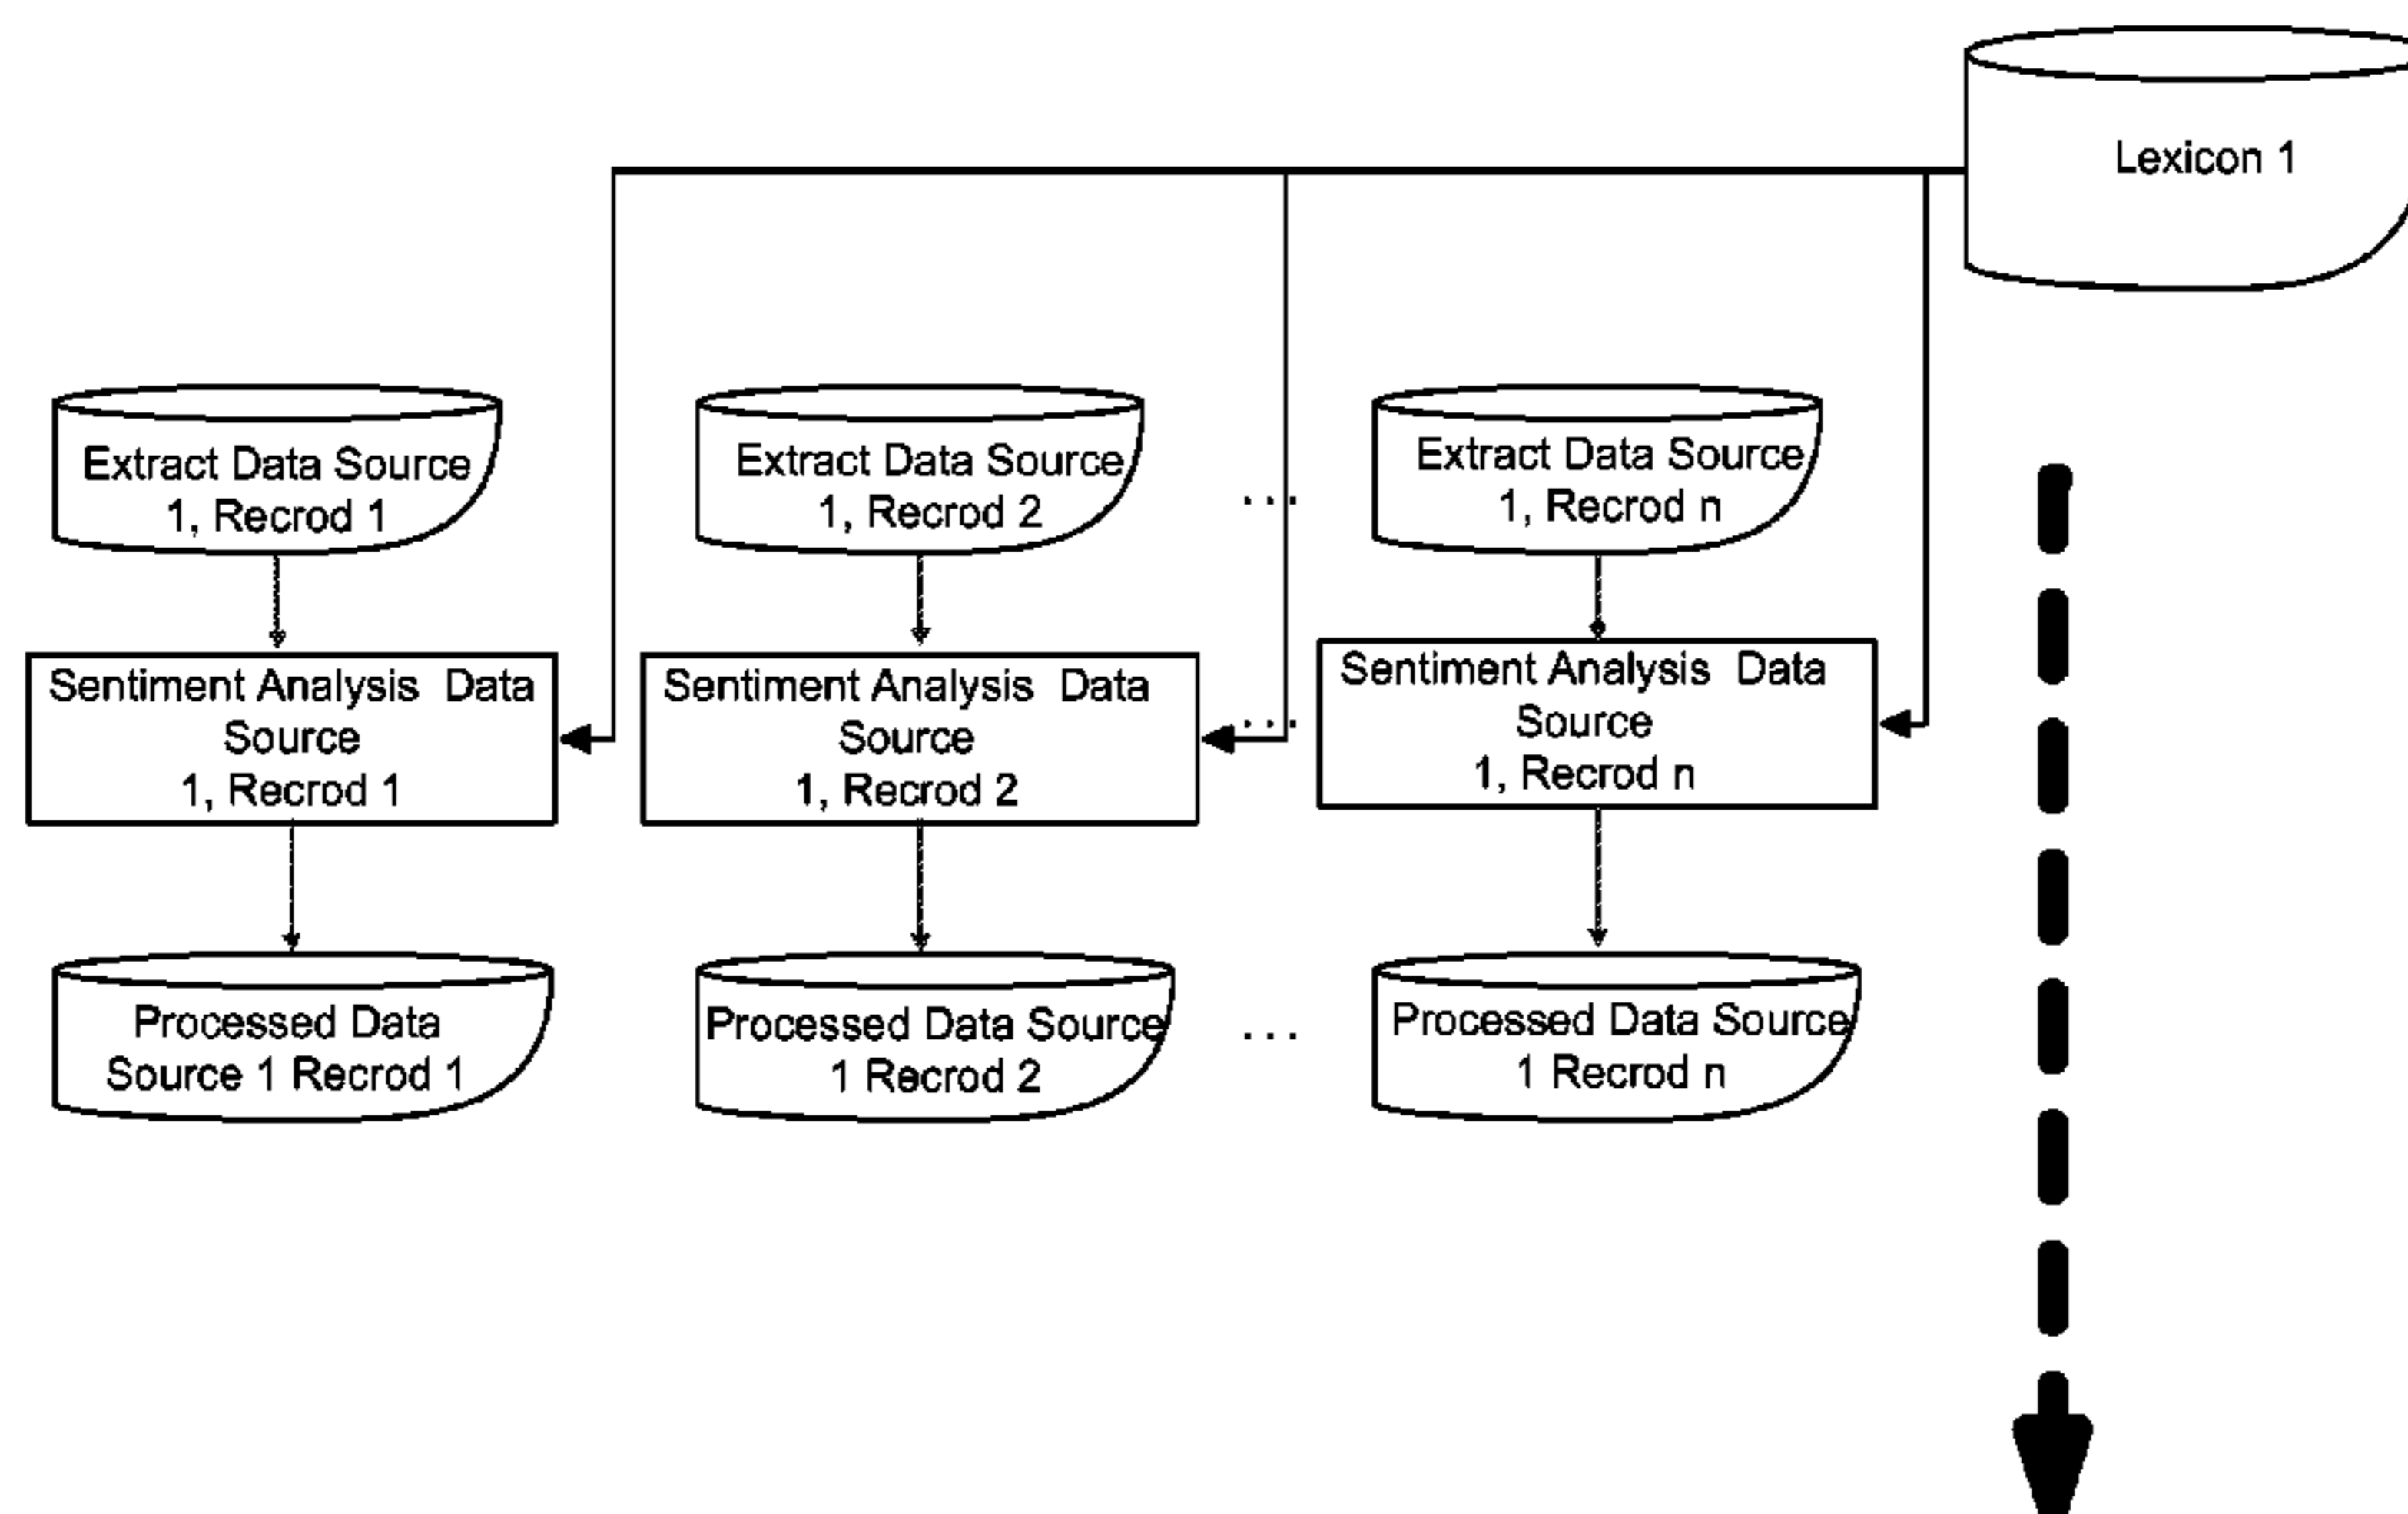 Lexicon 1
Extract Data Source
1, Recrod 1
Extract Data Source
1, Recrod 2
...
Extract Data Source
1, Recrod n
Sentiment Analysis Data
Source
1, Recrod 1
Sentiment Analysis Data
Source
1, Recrod 2
...
Sentiment Analysis Data
Source
1, Recrod n
Processed Data
Source 1 Recrod 1
Processed Data Source
1 Recrod 2
...
Processed Data Source
1 Recrod n